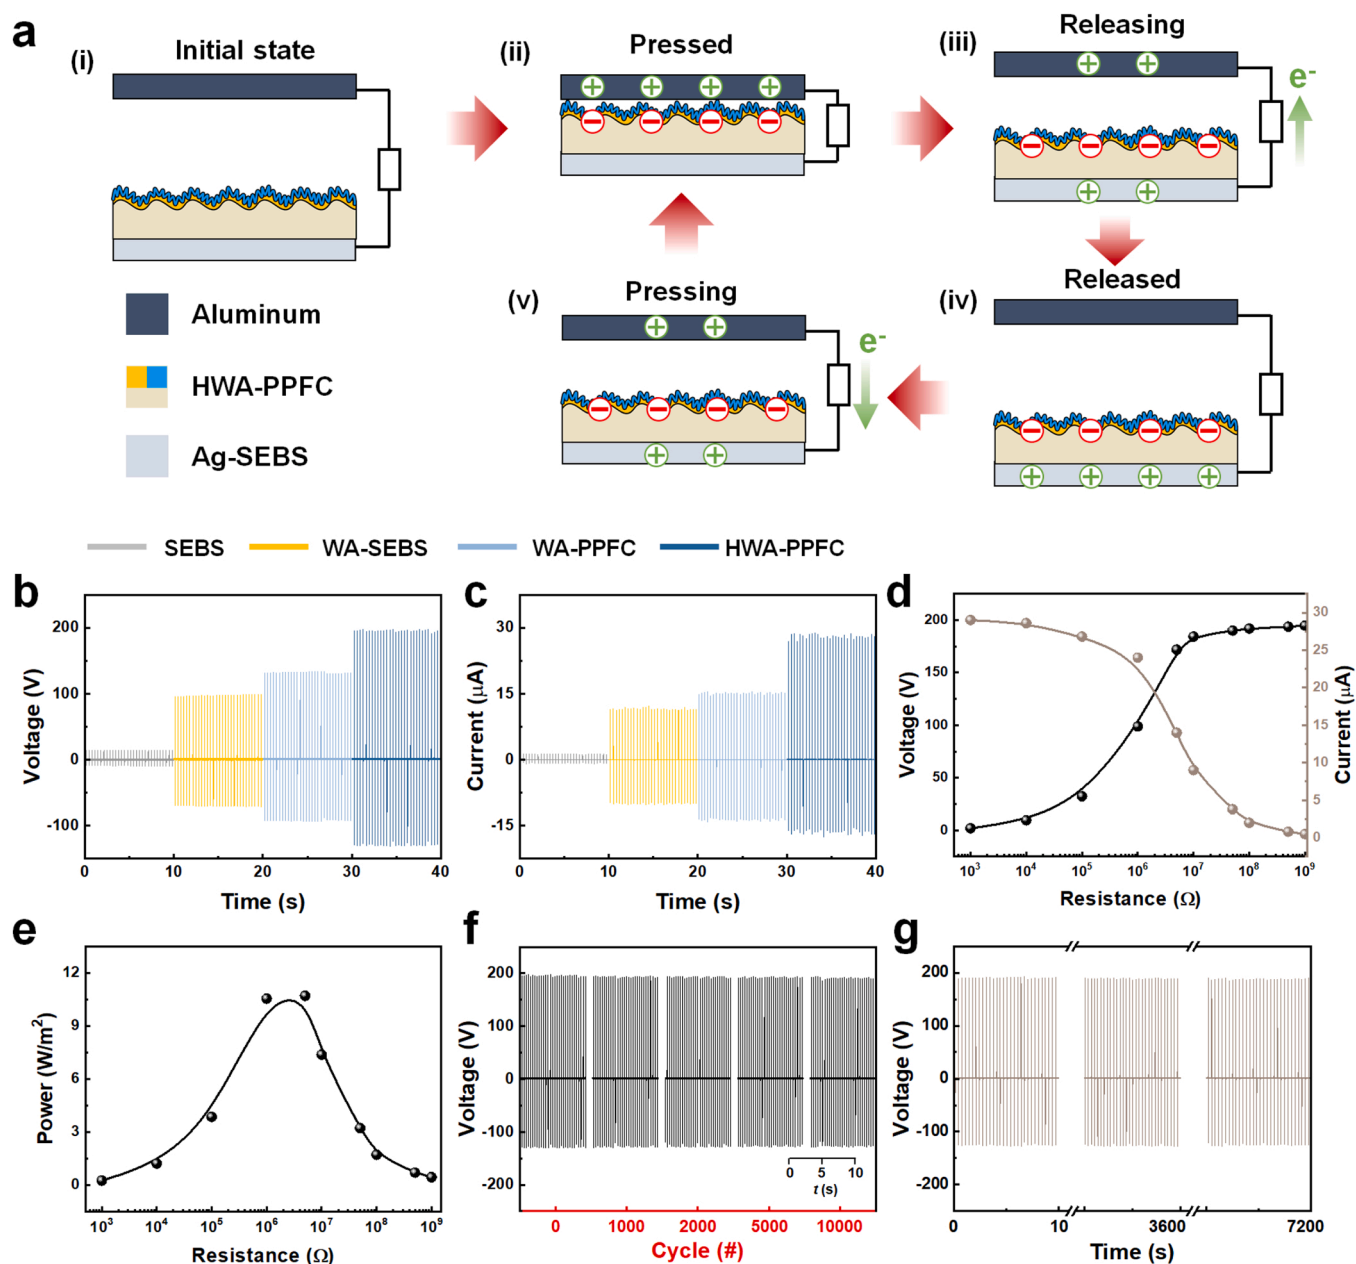 a
(i)
Initial state
(ii)
Pressed
(iii)
Releasing
e-
(v)
Pressing
e-
(iv)
Released
Aluminum
HWA-PPFC
Ag-SEBS
SEBS
WA-SEBS
WA-PPFC
HWA-PPFC
b
Voltage (V)
200
100
0
-100
0 10 20 30 40
Time (s)
c
Current (μA)
30
15
0
-15
0 10 20 30 40
Time (s)
d
Voltage (V)
200
150
100
50
0
30
25
20
15
10
5
0
Current (μA)
10³ 10⁴ 10⁵ 10⁶ 10⁷ 10⁸ 10⁹
Resistance (Ω)
e
Power (W/m²)
12
9
6
3
0
10³ 10⁴ 10⁵ 10⁶ 10⁷ 10⁸ 10⁹
Resistance (Ω)
f
Voltage (V)
200
100
0
-100
-200
0 5 10
t (s)
0 1000 2000 5000 10000
Cycle (#)
g
Voltage (V)
200
100
0
-100
-200
0 10 3600 7200
Time (s)